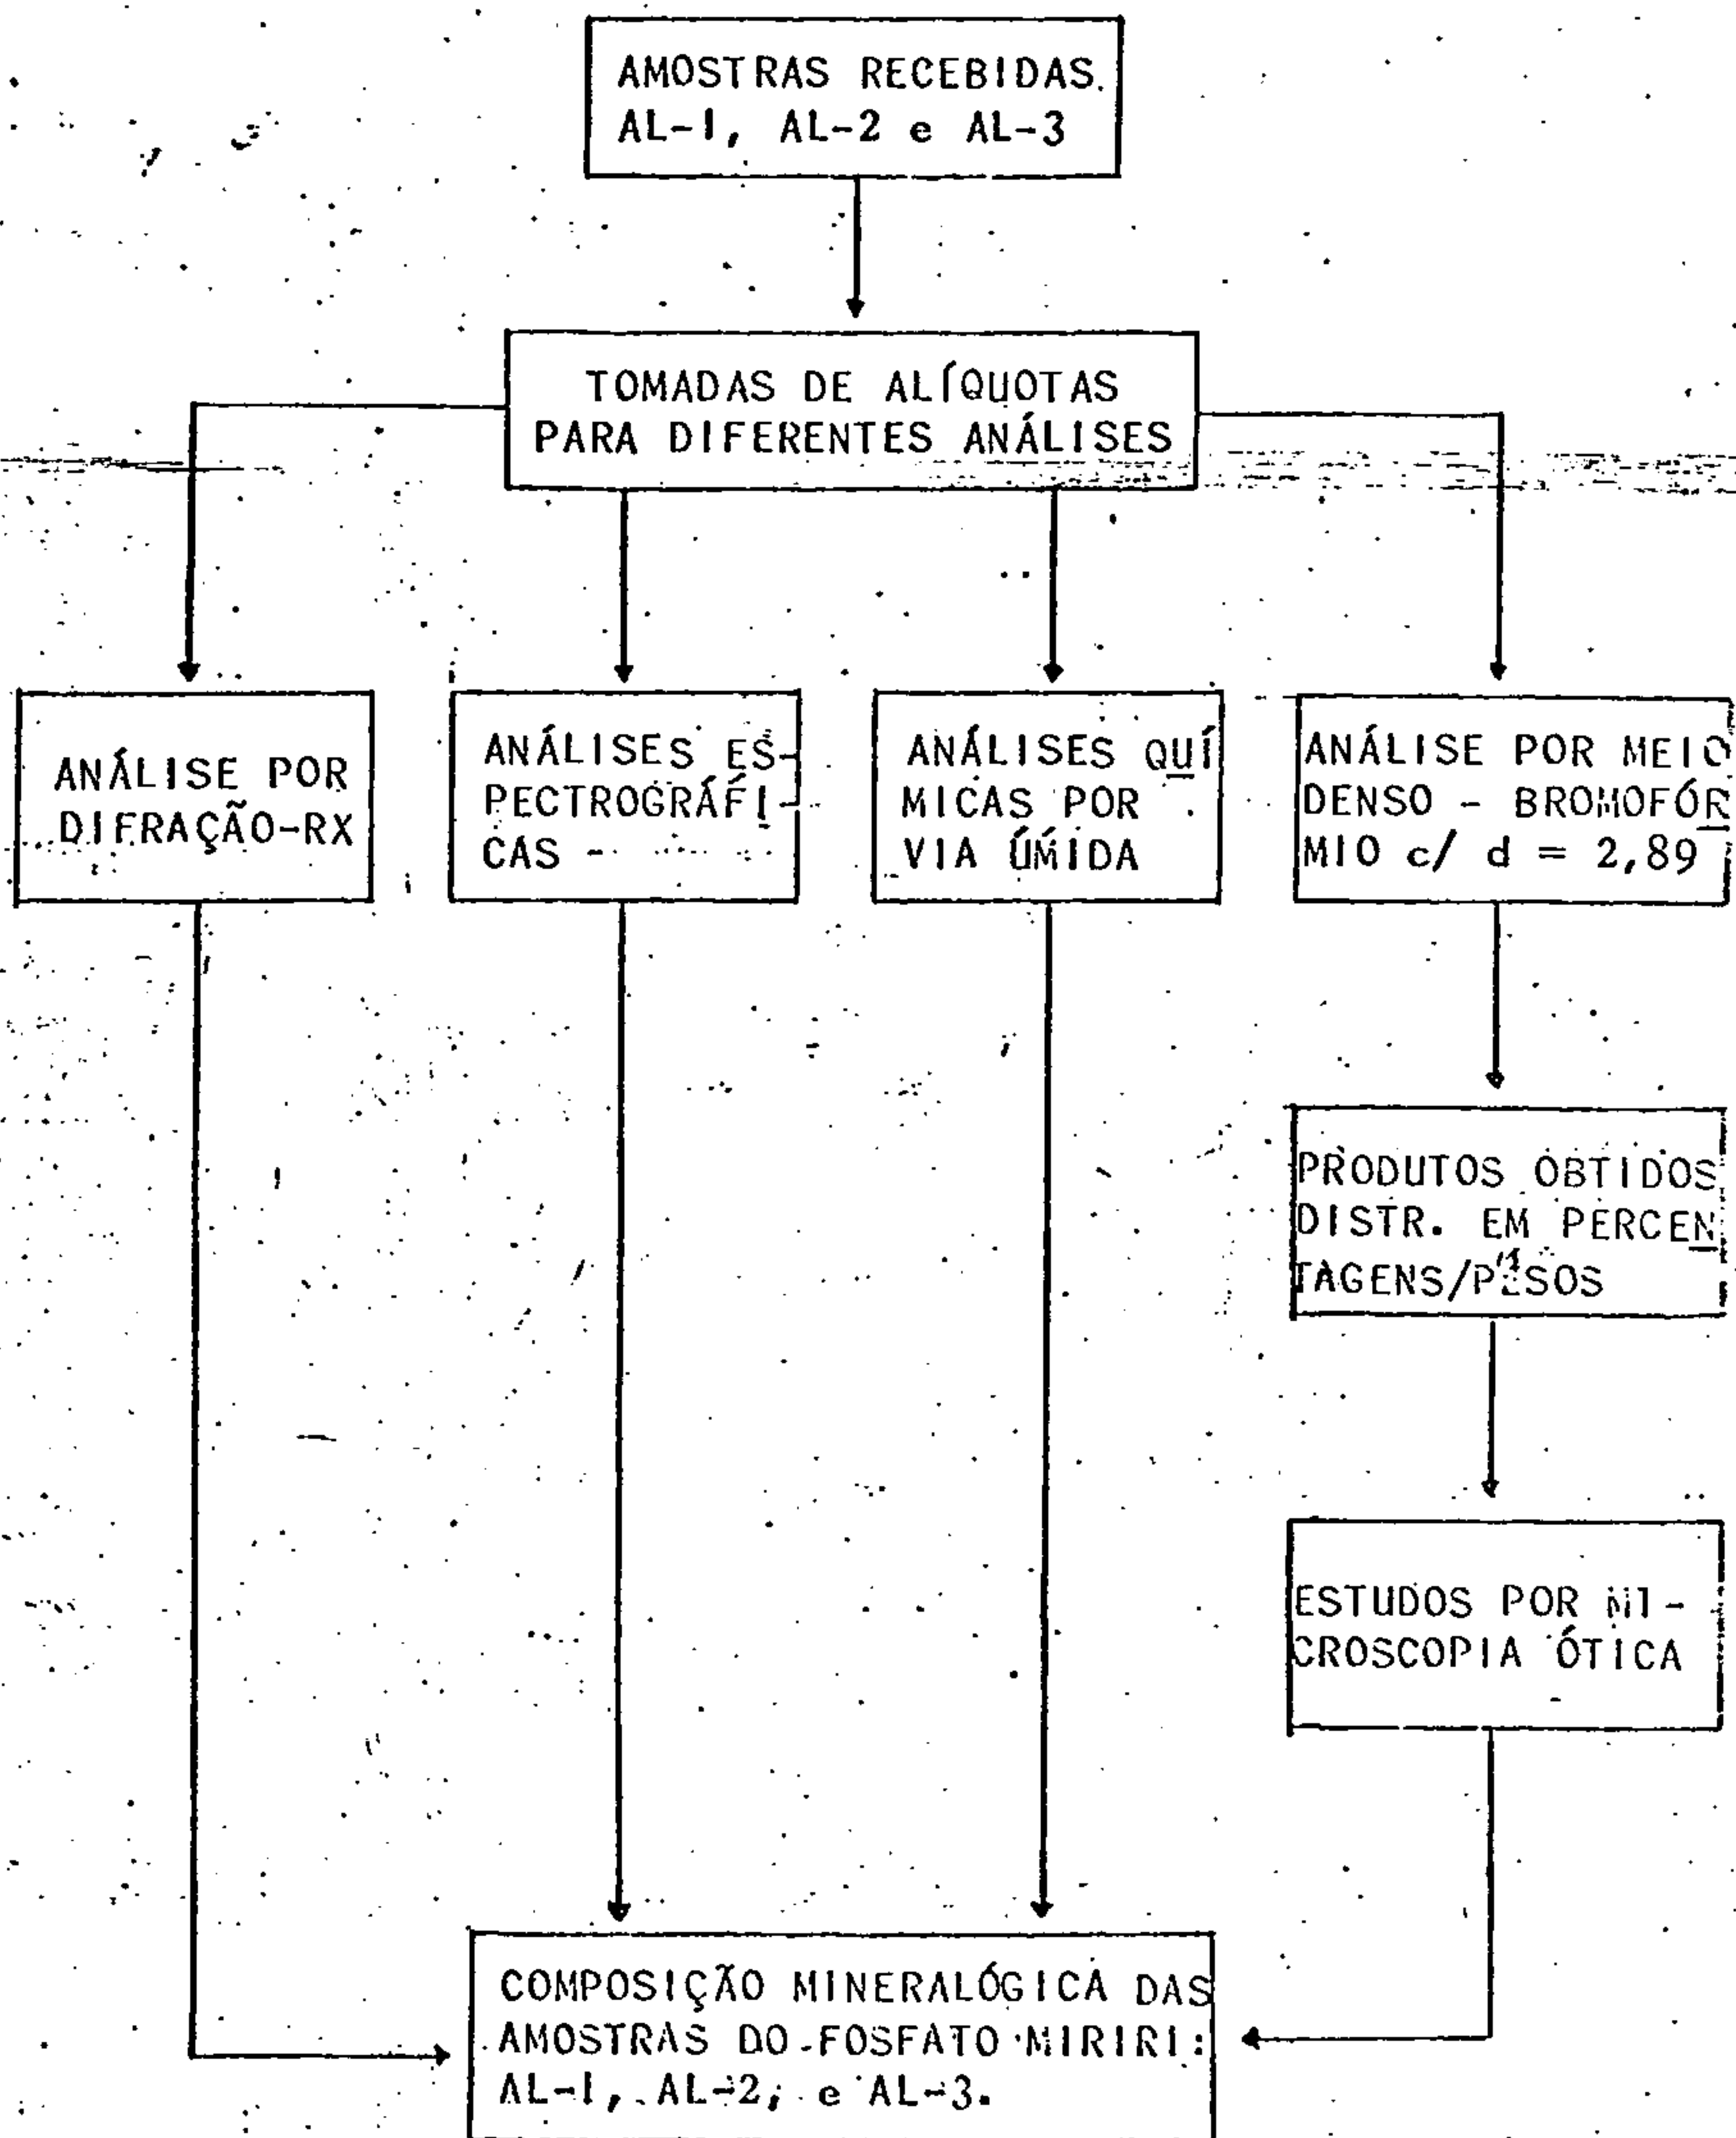 AMOSTRAS RECEBIDAS.
AL-1, AL-2 e AL-3
TOMADAS DE ALÍQUOTAS
PARA DIFERENTES ANÁLISES
ANÁLISE POR
DIFRAÇÃO-RX
ANÁLISES ES-
PECTROGRÁFI-
CAS -
ANÁLISES QUÍ
MICAS POR
VIA ÚMIDA
ANÁLISE POR MEIO
DENSO - BROMOFÓR
MIO c/ d = 2,89
PRODUTOS OBTIDOS
DISTR. EM PERCEN
TAGENS/PESOS
ESTUDOS POR MI-
CROSCOPIA ÓTICA
COMPOSIÇÃO MINERALÓGICA DAS
AMOSTRAS DO FOSFATO MIRIRI:
AL-1, AL-2, e AL-3.